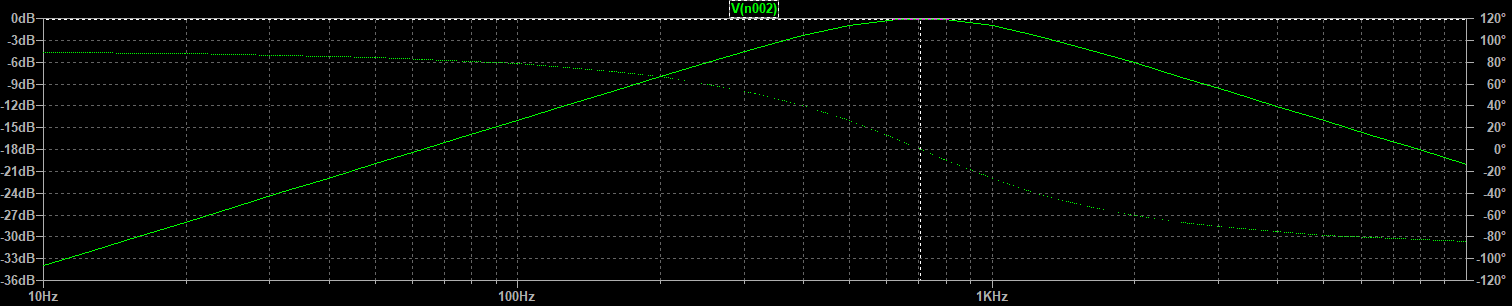 V(n002)
0dB 120°
-3dB 100°
-6dB 80°
-9dB 60°
-12dB 40°
-15dB 20°
-18dB 0°
-21dB -20°
-24dB -40°
-27dB -60°
-30dB -80°
-33dB -100°
-36dB -120°
10Hz 100Hz 1KHz